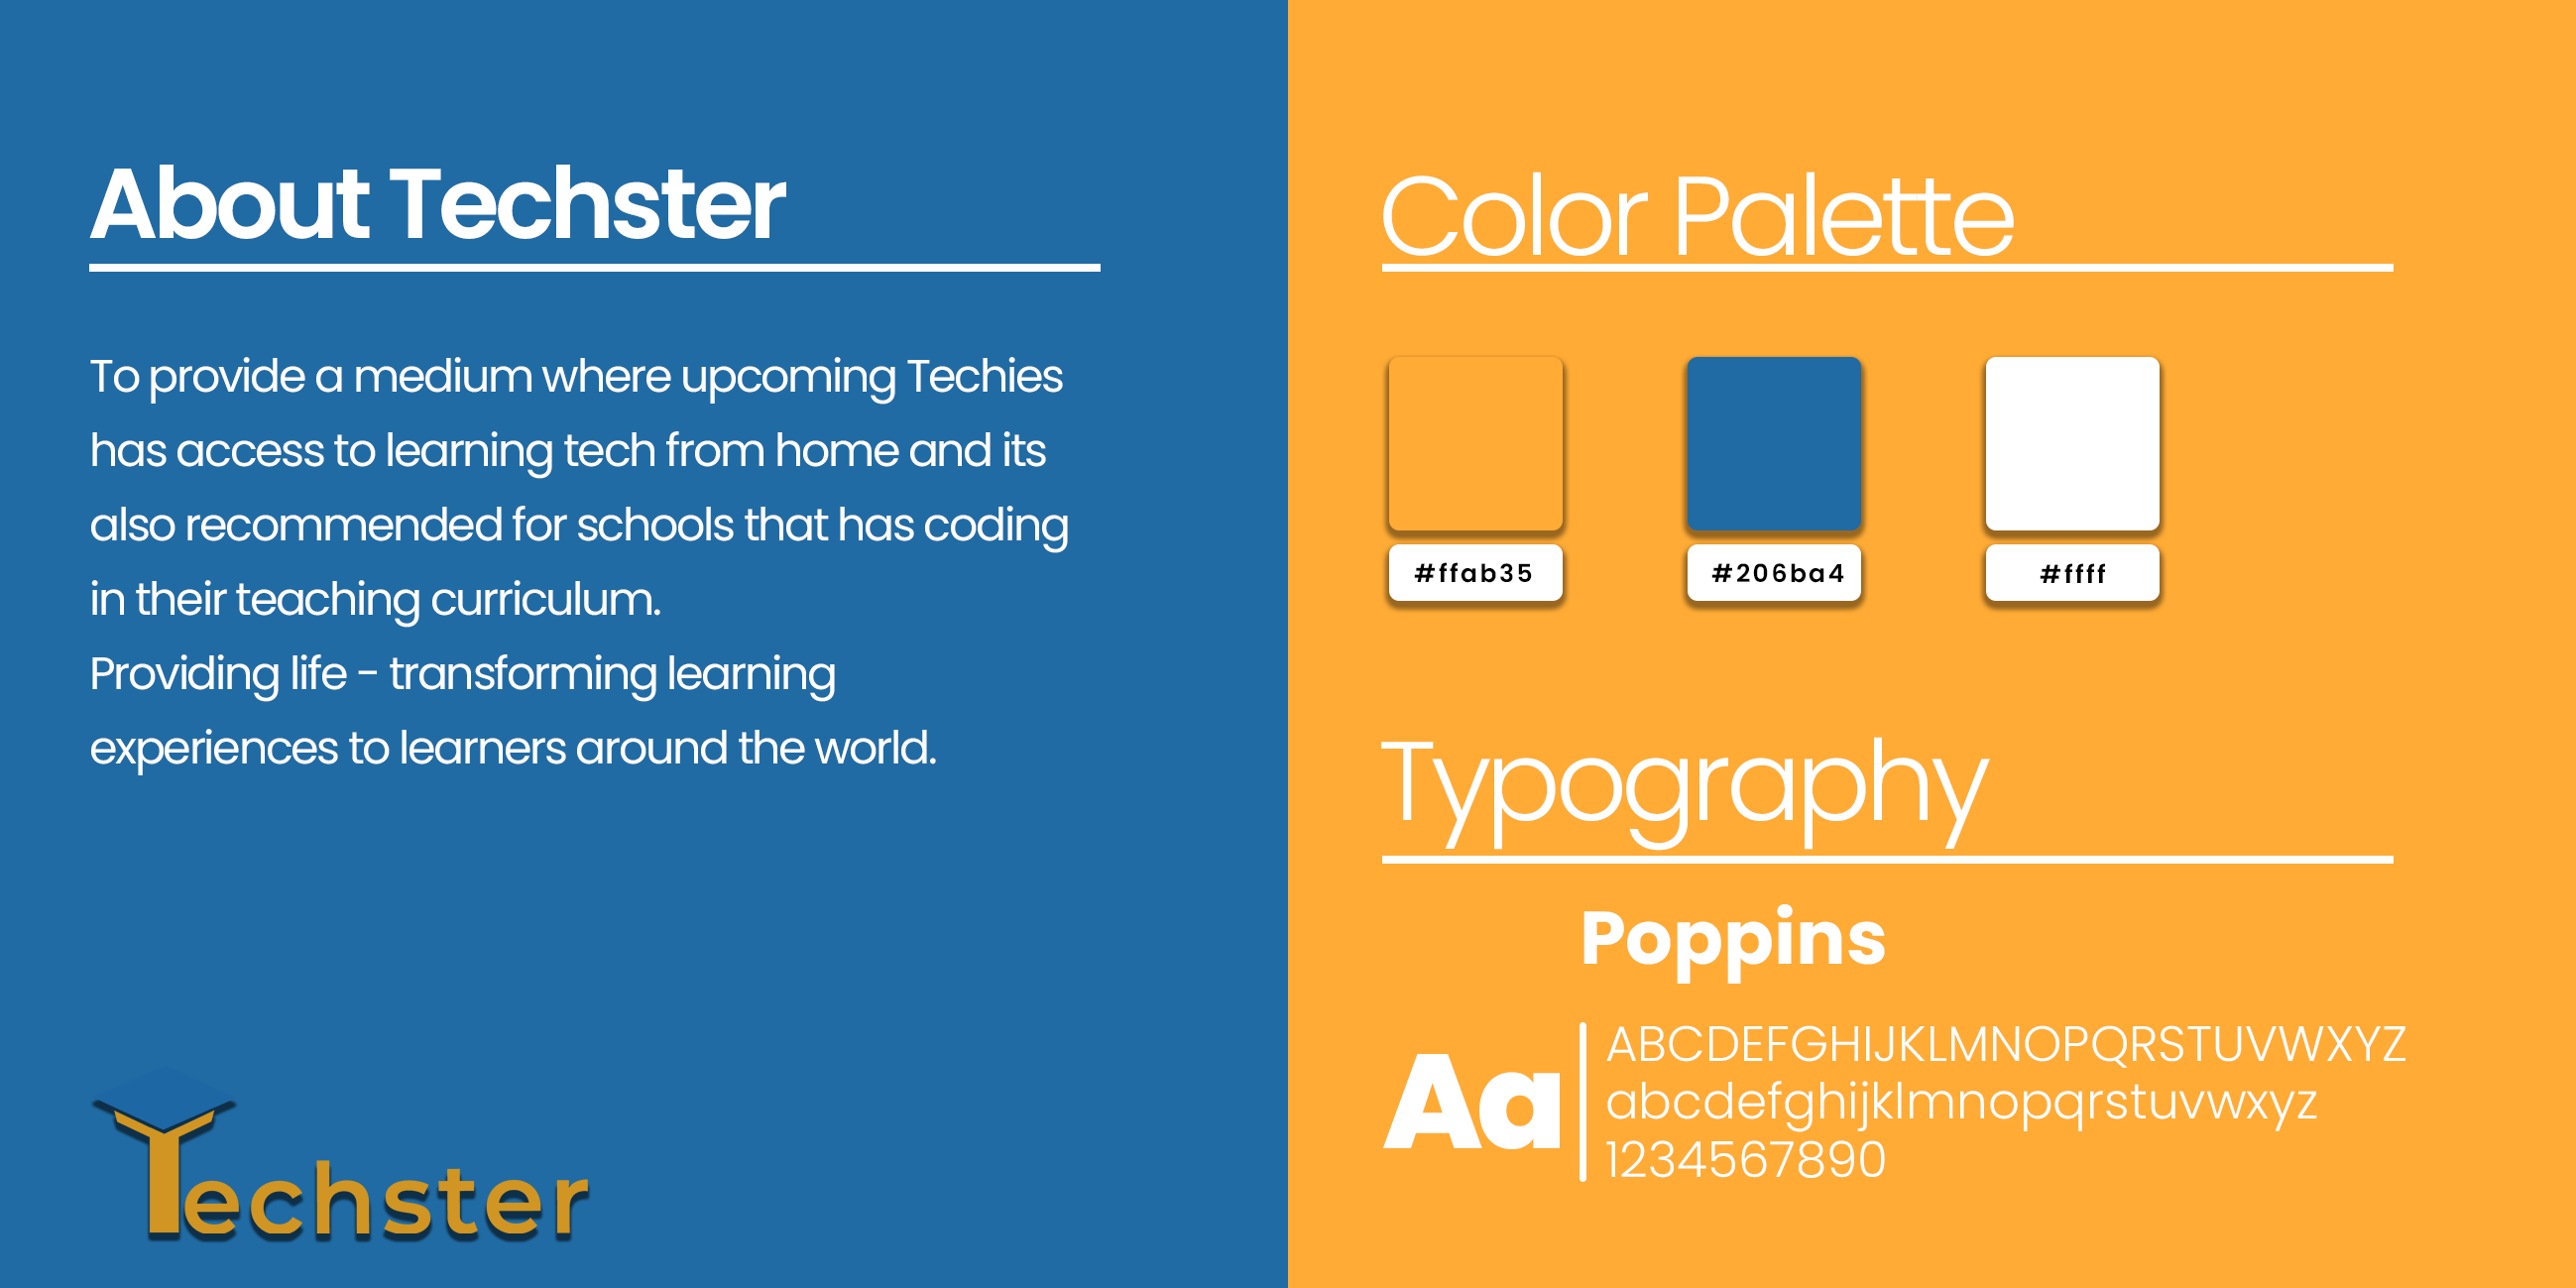 About Techster
To provide a medium where upcoming Techies
has access to learning tech from home and its
also recommended for schools that has coding
in their teaching curriculum.
Providing life - transforming learning
experiences to learners around the world.
Techster
Color Palette
#ffab35
#206ba4
#ffff
Typography
Poppins
Aa
ABCDEFGHIJKLMNOPQRSTUVWXYZ
abcdefghijklmnopqrstuvwxyz
1234567890